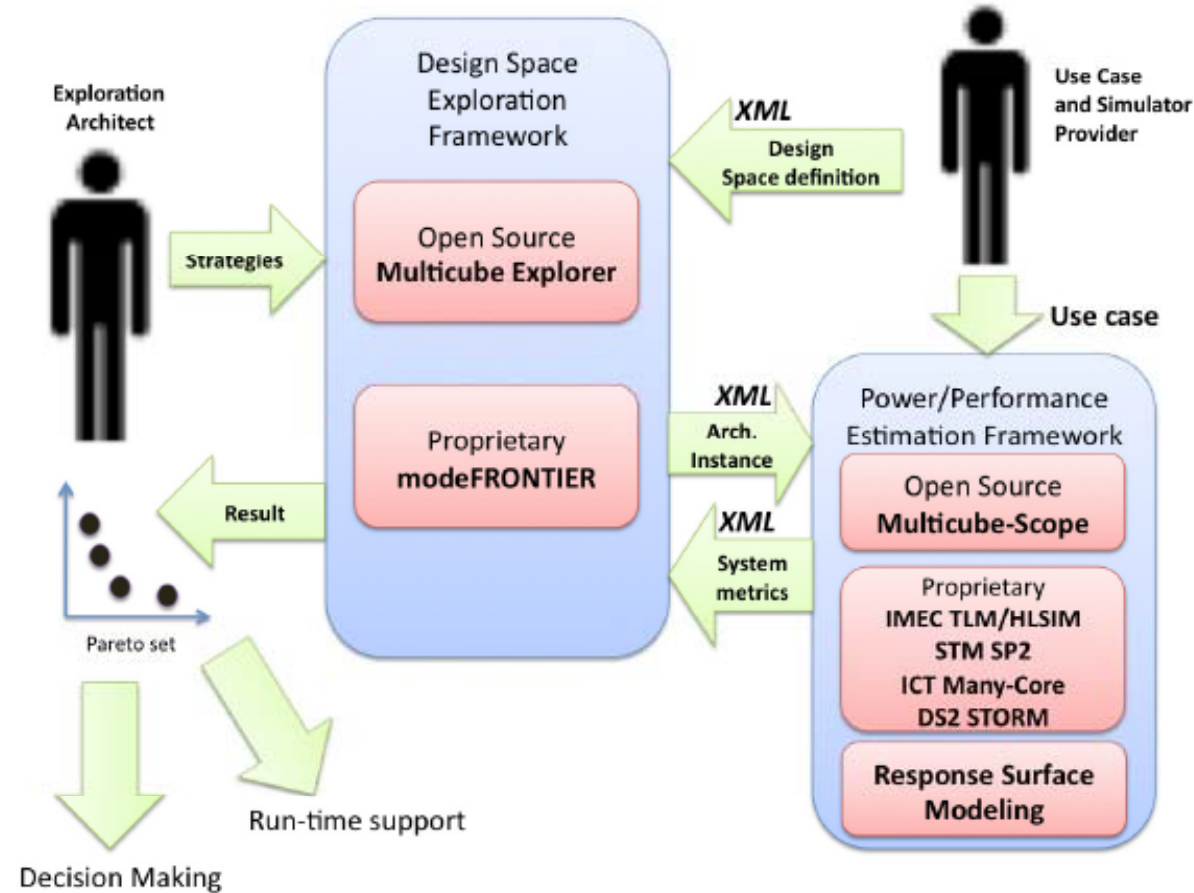 Exploration
Architect
Strategies
Design Space
Exploration
Framework
Open Source
Multicube Explorer
Proprietary
modeFRONTIER
XML
Design
Space definition
Use Case
and Simulator
Provider
Use case
XML
Arch.
Instance
XML
System
metrics
Power/Performance
Estimation Framework
Open Source
Multicube-Scope
Proprietary
IMEC TLM/HLSIM
STM SP2
ICT Many-Core
DS2 STORM
Response Surface
Modeling
Result
Pareto set
Run-time support
Decision Making